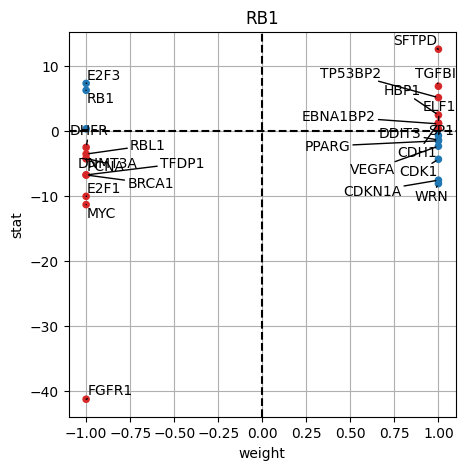 RB1
SFTPD
TP53BP2
TGFBI
E2F3
HBP1
RB1
ELF1
EBNA1BP2
DHFR
DDIT3
SP1
RBL1
PPARG
CDH1
DNMT3A
PCNA
TFDP1
VEGFA
CDK1
BRCA1
E2F1
CDKN1A
WRN
MYC
FGFR1
10
0
−10
−20
−30
−40
stat
−1.00
−0.75
−0.50
−0.25
0.00
0.25
0.50
0.75
1.00
weight